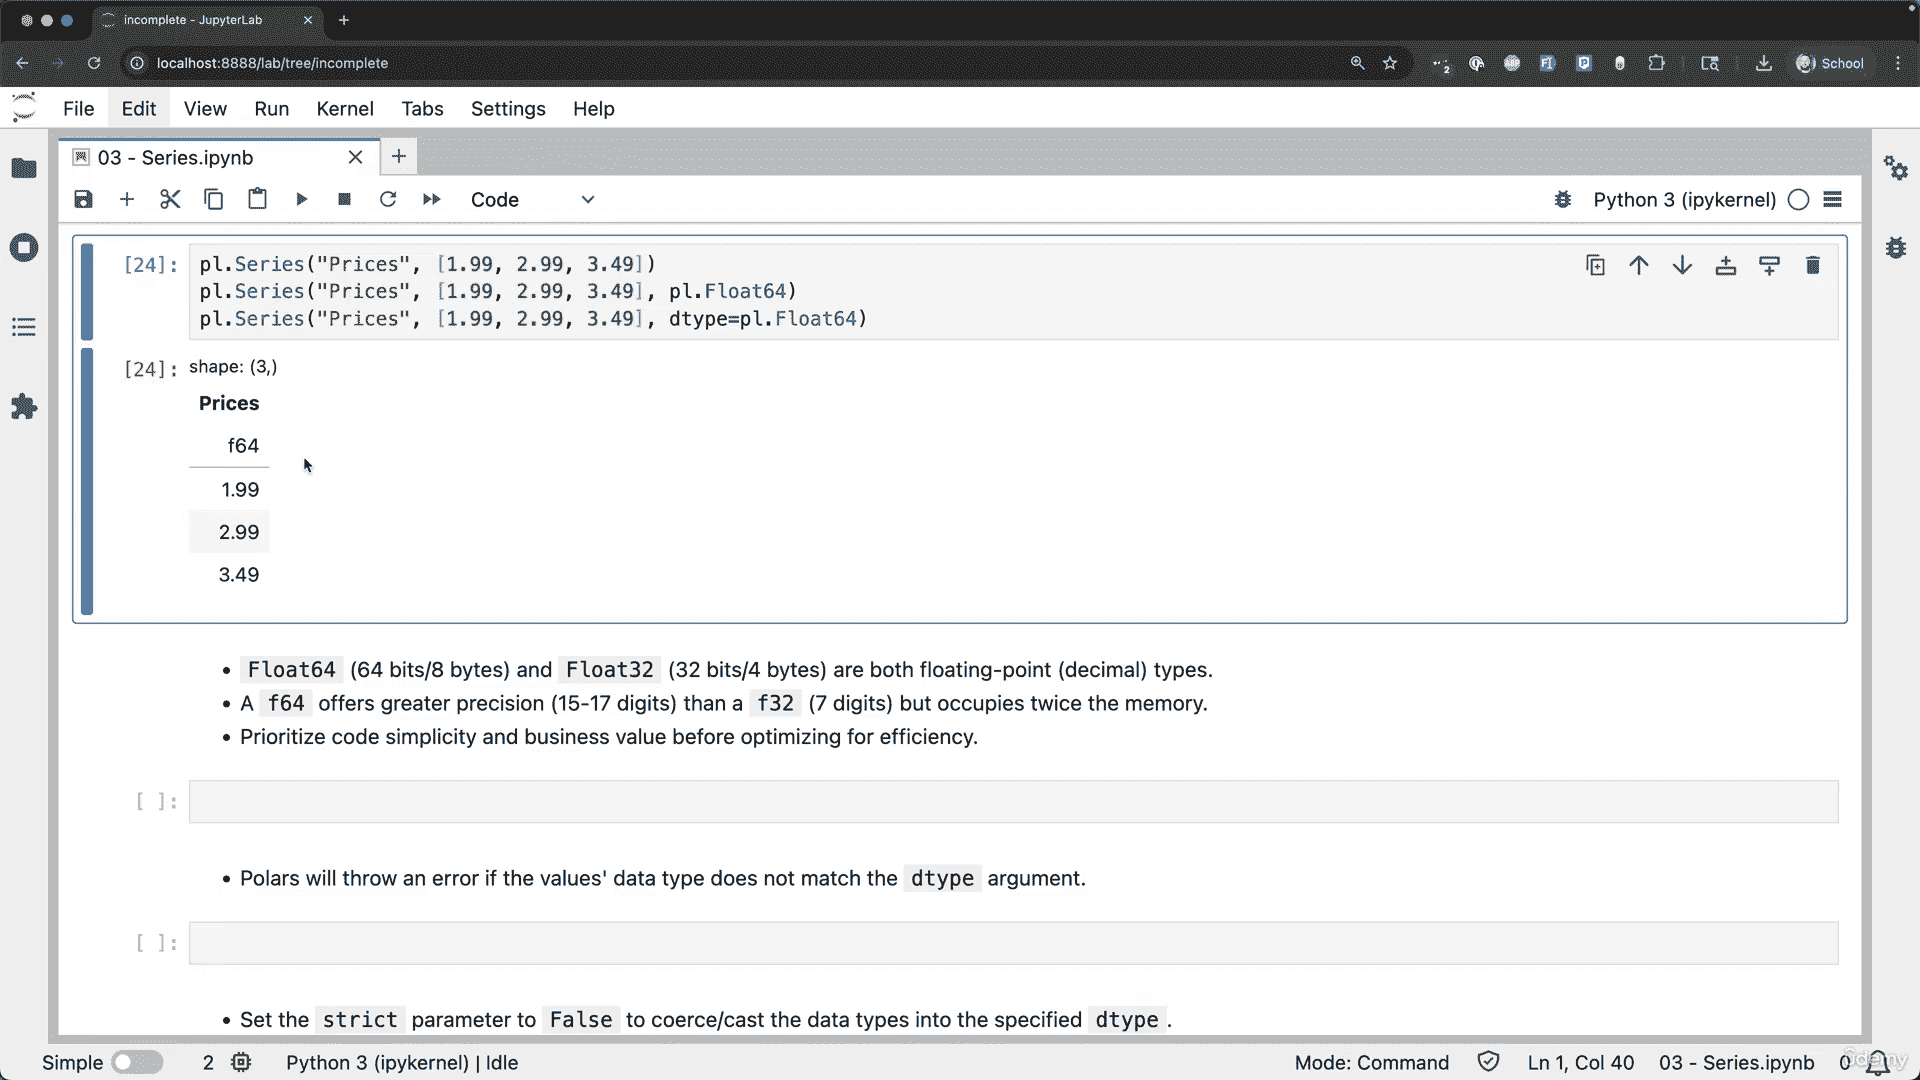 incomplete - JupyterLab
localhost:8888/lab/tree/incomplete
2
School
File Edit View Run Kernel Tabs Settings Help
03 - Series.ipynb
Code
Python 3 (ipykernel)
[24]: pl.Series("Prices", [1.99, 2.99, 3.49])
pl.Series("Prices", [1.99, 2.99, 3.49], pl.Float64)
pl.Series("Prices", [1.99, 2.99, 3.49], dtype=pl.Float64)
[24]: shape: (3,)
Prices
f64
1.99
2.99
3.49
• Float64 (64 bits/8 bytes) and Float32 (32 bits/4 bytes) are both floating-point (decimal) types.
• A f64 offers greater precision (15-17 digits) than a f32 (7 digits) but occupies twice the memory.
• Prioritize code simplicity and business value before optimizing for efficiency.
[ ]:
• Polars will throw an error if the values' data type does not match the dtype argument.
[ ]:
• Set the strict parameter to False to coerce/cast the data types into the specified dtype.
Simple 2 Python 3 (ipykernel) | Idle Mode: Command Ln 1, Col 40 03 - Series.ipynb 0
udemy